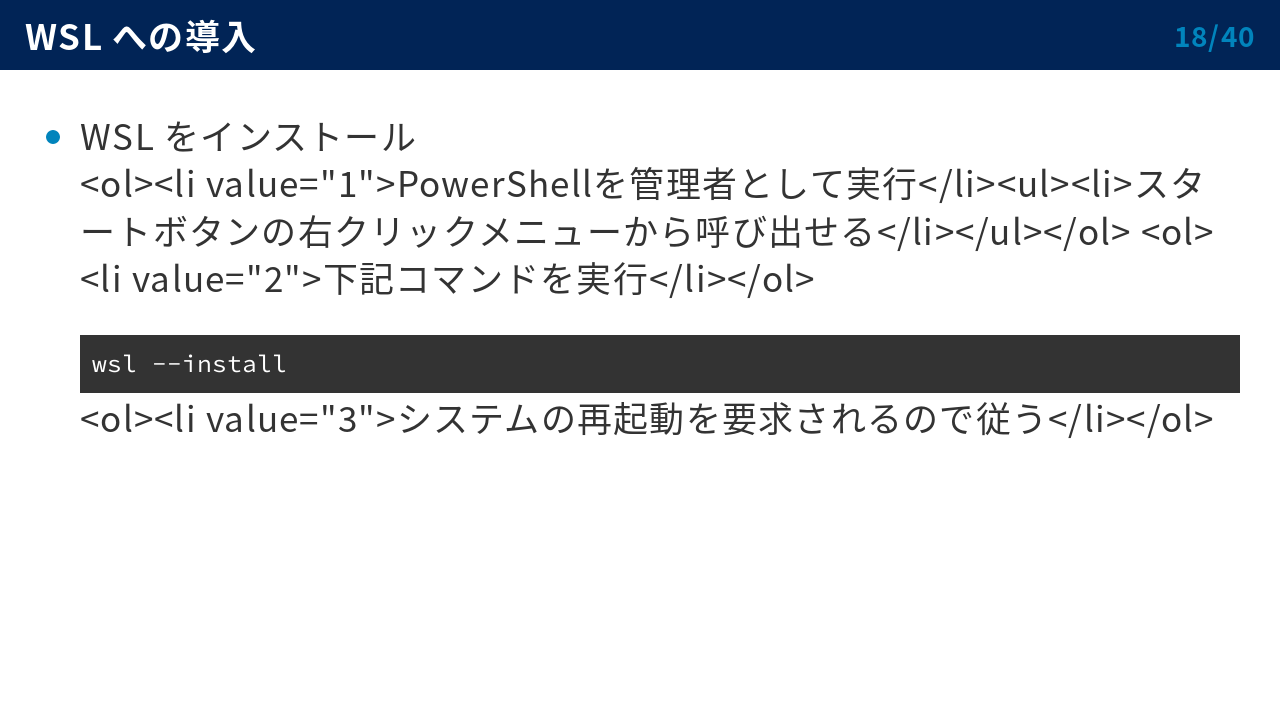 WSL への導入
18/40
WSL をインストール
<ol><li value="1">PowerShellを管理者として実行</li><ul><li>スタ
ートボタンの右クリックメニューから呼び出せる</li></ul></ol> <ol>
<li value="2">下記コマンドを実行</li></ol>
wsl --install
<ol><li value="3">システムの再起動を要求されるので従う</li></ol>